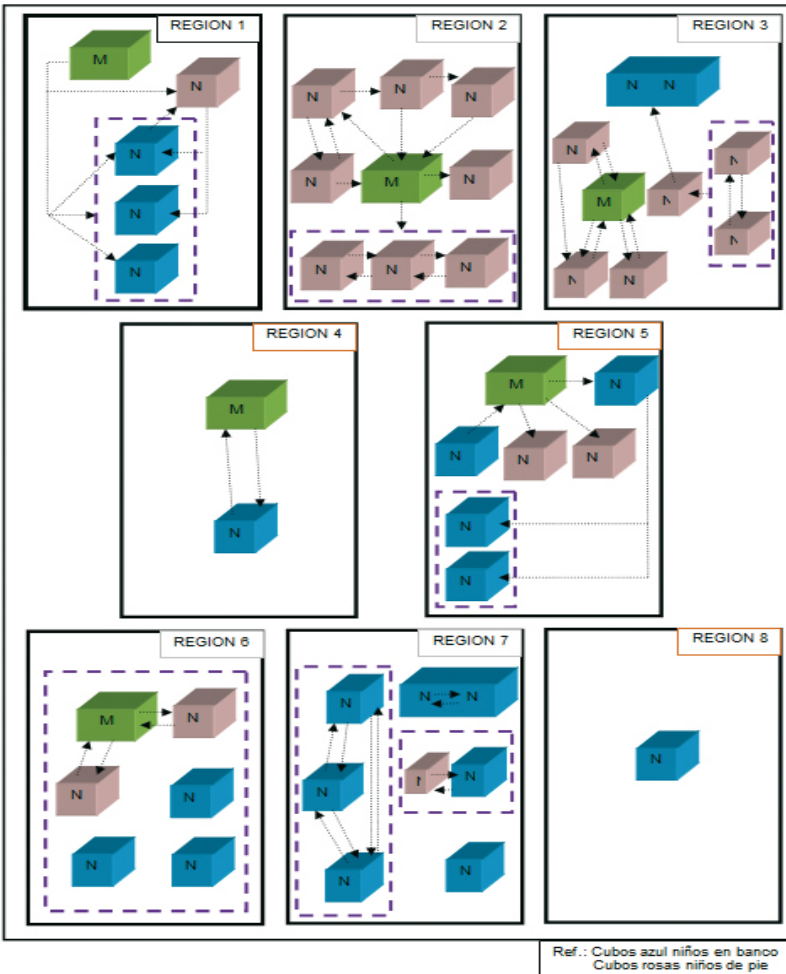 REGION 1
M
N
N
N
N
REGION 2
N N N
N M N
N N N
REGION 3
N N
N N
M N
N
N N
REGION 4
M
N
REGION 5
M N
N N N
N
N
REGION 6
M N
N N
N N
REGION 7
N N N
N N
N N
REGION 8
N
Ref.: Cubos azul niños en banco
Cubos rosas niños de pie